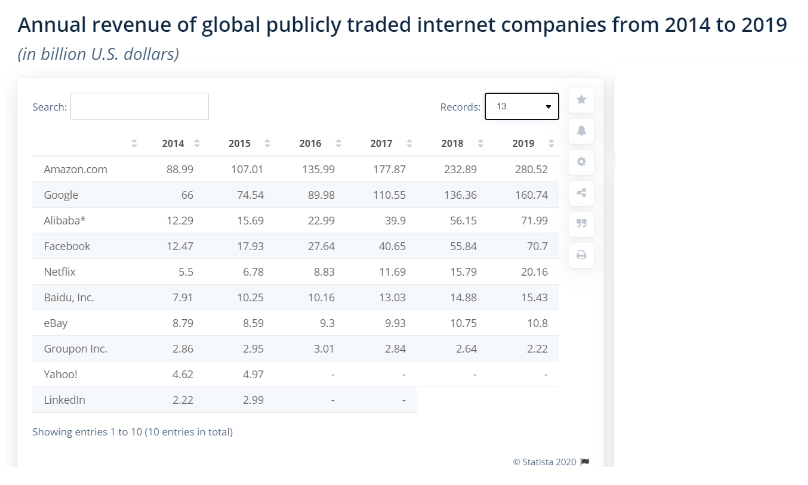 Annual revenue of global publicly traded internet companies from 2014 to 2019
(in billion U.S. dollars)
Search: Records: 13
2014 2015 2016 2017 2018 2019
Amazon.com 88.99 107.01 135.99 177.87 232.89 280.52
Google 66 74.54 89.98 110.55 136.36 160.74
Alibaba* 12.29 15.69 22.99 39.9 56.15 71.99
Facebook 12.47 17.93 27.64 40.65 55.84 70.7
Netflix 5.5 6.78 8.83 11.69 15.79 20.16
Baidu, Inc. 7.91 10.25 10.16 13.03 14.88 15.43
eBay 8.79 8.59 9.3 9.93 10.75 10.8
Groupon Inc. 2.86 2.95 3.01 2.84 2.64 2.22
Yahoo! 4.62 4.97 - - - -
LinkedIn 2.22 2.99 - -
Showing entries 1 to 10 (10 entries in total)
© Statista 2020